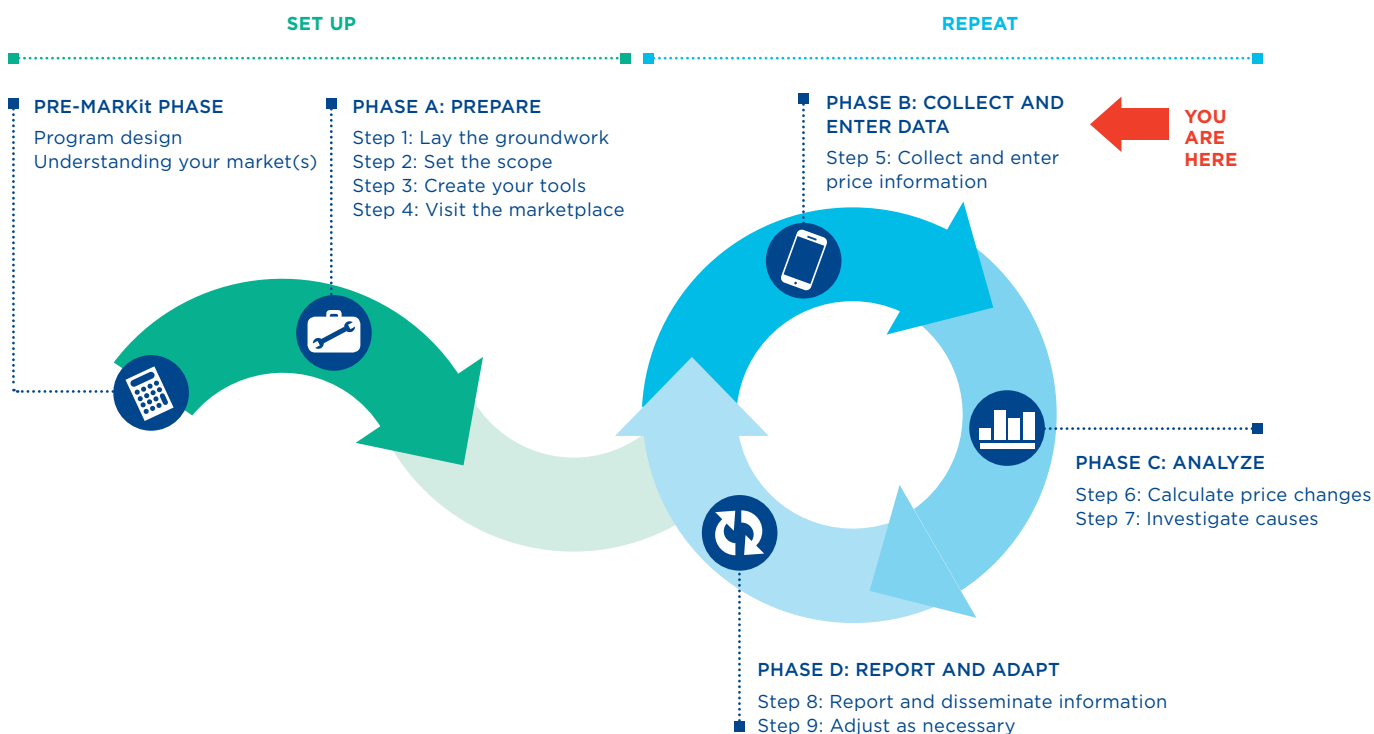 SET UP
REPEAT
PRE-MARKit PHASE
Program design
Understanding your market(s)
PHASE A: PREPARE
Step 1: Lay the groundwork
Step 2: Set the scope
Step 3: Create your tools
Step 4: Visit the marketplace
PHASE B: COLLECT AND
ENTER DATA
Step 5: Collect and enter
price information
YOU
ARE
HERE
PHASE C: ANALYZE
Step 6: Calculate price changes
Step 7: Investigate causes
PHASE D: REPORT AND ADAPT
Step 8: Report and disseminate information
Step 9: Adjust as necessary